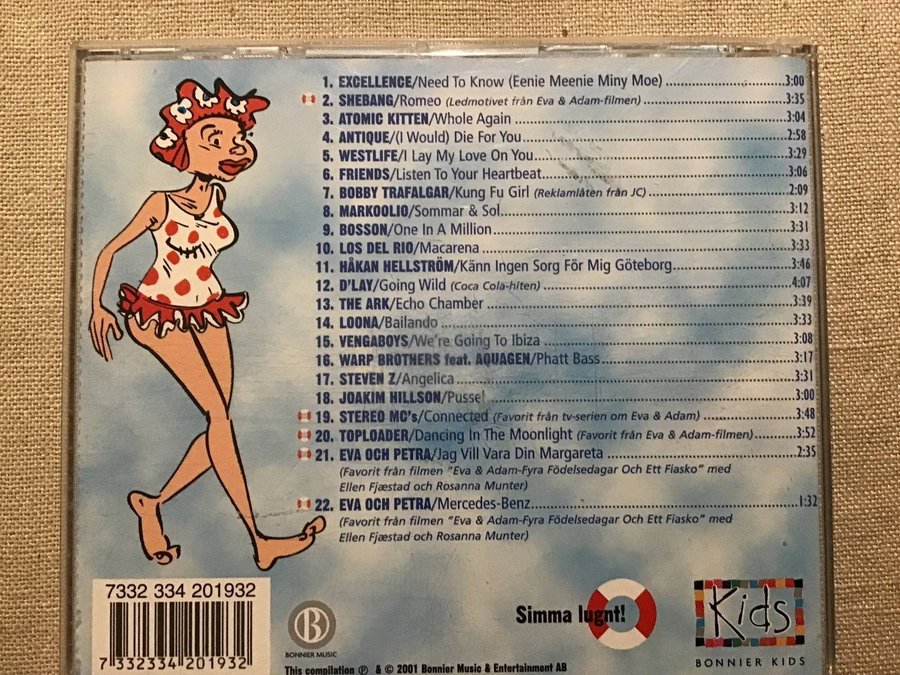 1. EXCELLENCE/Need To Know (Eenie Meenie Miny Moe) 3:00
2. SHEBANG/Romeo (Ledmotivet från Eva & Adam-filmen) 3:35
3. ATOMIC KITTEN/Whole Again 3:04
4. ANTIQUE/(I Would) Die For You 2:58
5. WESTLIFE/I Lay My Love On You 3:29
6. FRIENDS/Listen To Your Heartbeat 3:06
7. BOBBY TRAFALGAR/Kung Fu Girl (Reklamlåten från JC) 2:09
8. MARKOOLIO/Sommar & Sol 3:12
9. BOSSON/One In A Million 3:31
10. LOS DEL RIO/Macarena 3:33
11. HÅKAN HELLSTRÖM/Känn Ingen Sorg För Mig Göteborg 3:46
12. D'LAY/Going Wild (Coca Cola-hiten) 4:07
13. THE ARK/Echo Chamber 3:39
14. LOONA/Bailando 3:33
15. VENGABOYS/We're Going To Ibiza 3:08
16. WARP BROTHERS feat. AQUAGEN/Phatt Bass 3:17
17. STEVEN Z/Angelica 3:31
18. JOAKIM HILLSON/Pusse! 3:00
19. STEREO MC's/Connected (Favorit från tv-serien om Eva & Adam) 3:48
20. TOPLOADER/Dancing In The Moonlight (Favorit från Eva & Adam-filmen) 3:52
21. EVA OCH PETRA/Jag Vill Vara Din Margareta 2:35
(Favorit från filmen "Eva & Adam-Fyra Födelsedagar Och Ett Fiasko" med
Ellen Fjæstad och Rosanna Munter)
22. EVA OCH PETRA/Mercedes-Benz 1:32
(Favorit från filmen "Eva & Adam-Fyra Födelsedagar Och Ett Fiasko" med
Ellen Fjæstad och Rosanna Munter)
7332 334 201932
7 332334 201932
B
BONNIER MUSIC
Simma lugnt!
Kids
BONNIER KIDS
This compilation ℗ & © 2001 Bonnier Music & Entertainment AB